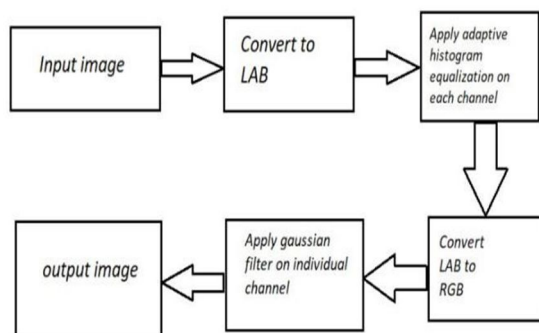 Input image
Convert to
LAB
Apply adaptive
histogram
equalization on
each channel
Convert
LAB to
RGB
Apply gaussian
filter on individual
channel
output image